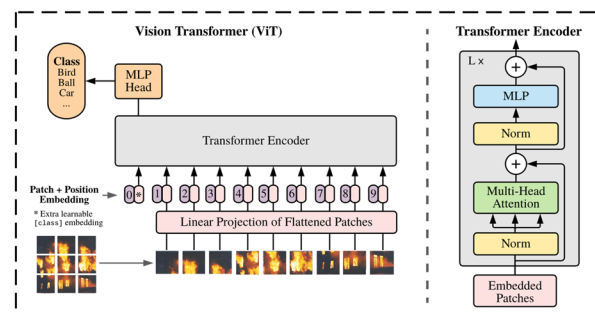 Vision Transformer (ViT)
Class
Bird
Ball
Car
...
MLP
Head
Transformer Encoder
Patch + Position
Embedding
0 * 1 2 3 4 5 6 7 8 9
* Extra learnable
[class] embedding
Linear Projection of Flattened Patches
Transformer Encoder
L ×
+
MLP
Norm
+
Multi-Head
Attention
Norm
Embedded
Patches